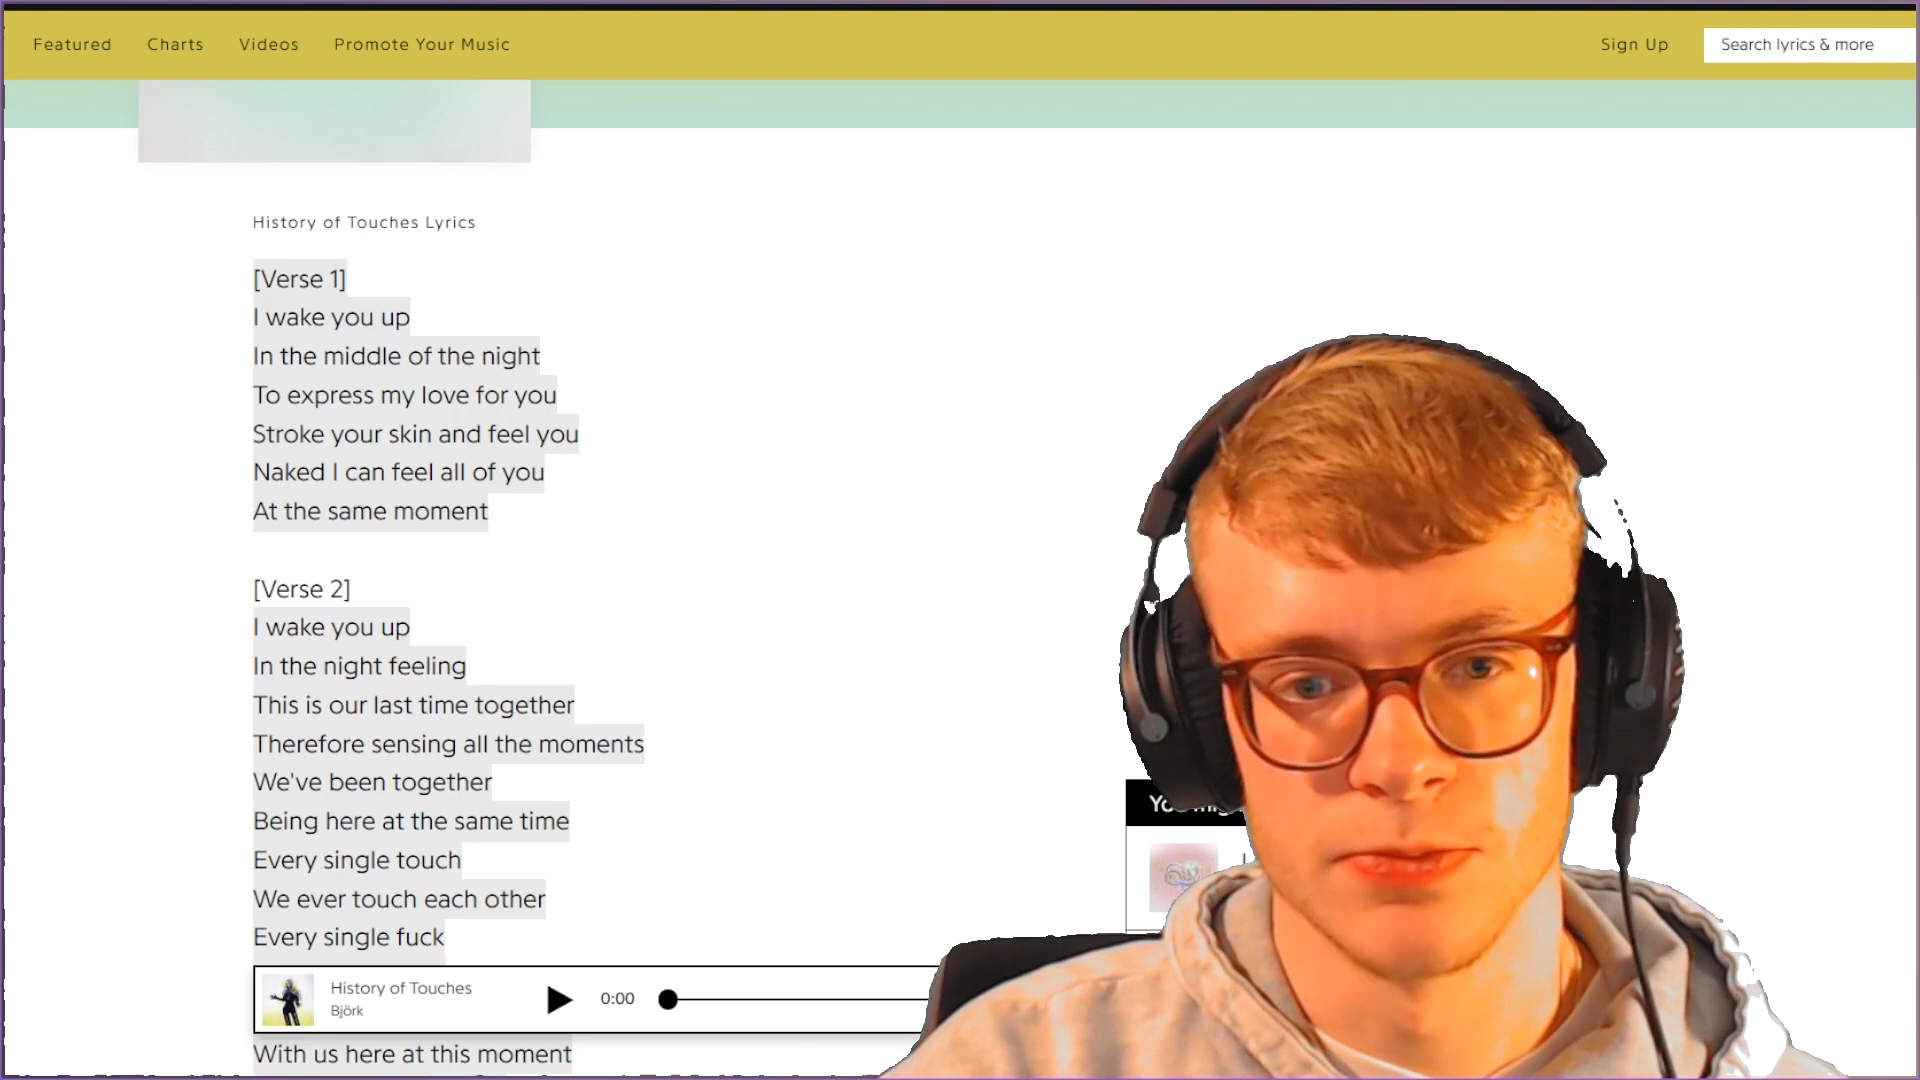 Featured Charts Videos Promote Your Music Sign Up Search lyrics & more
History of Touches Lyrics
[Verse 1]
I wake you up
In the middle of the night
To express my love for you
Stroke your skin and feel you
Naked I can feel all of you
At the same moment
[Verse 2]
I wake you up
In the night feeling
This is our last time together
Therefore sensing all the moments
We've been together
Being here at the same time
Every single touch
We ever touch each other
Every single fuck
History of Touches
Björk
0:00
With us here at this moment
You